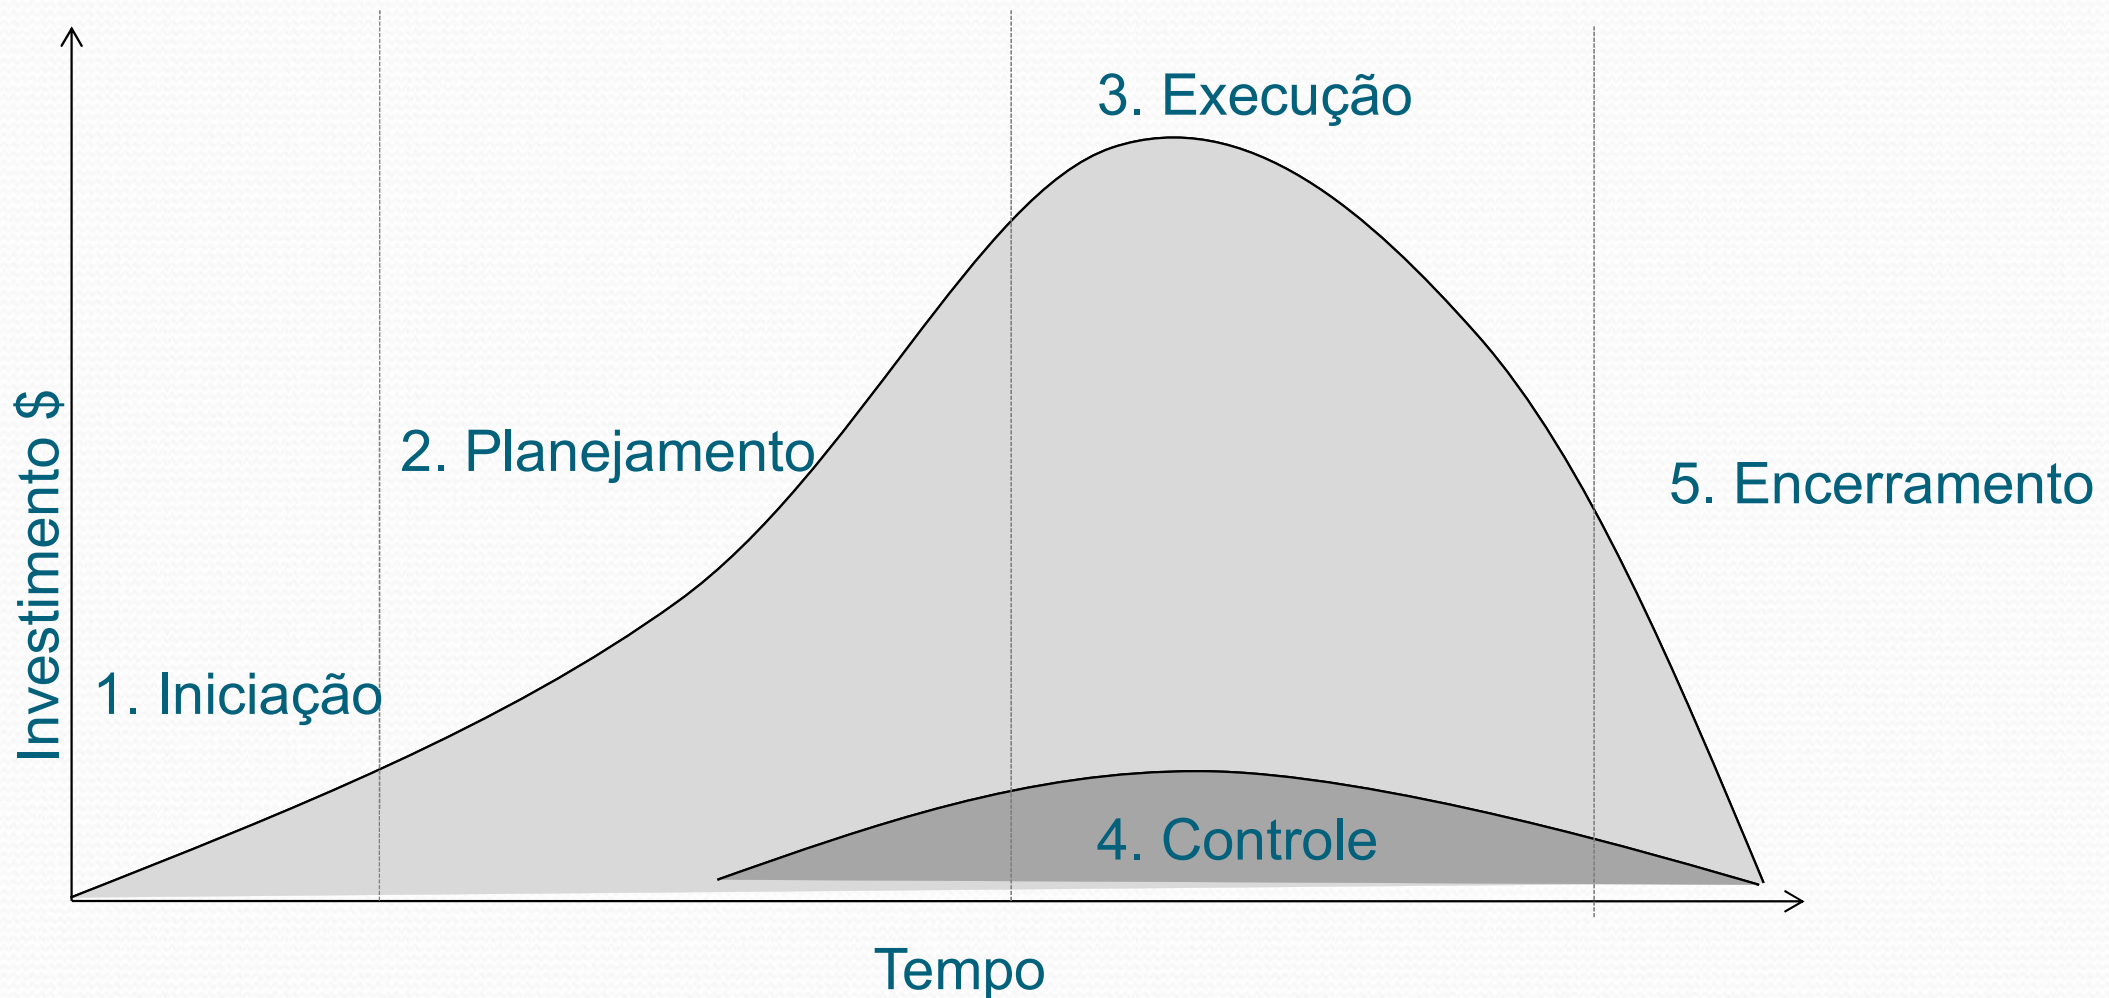 3. Execução
2. Planejamento
5. Encerramento
Investimento $
1. Iniciação
4. Controle
Tempo